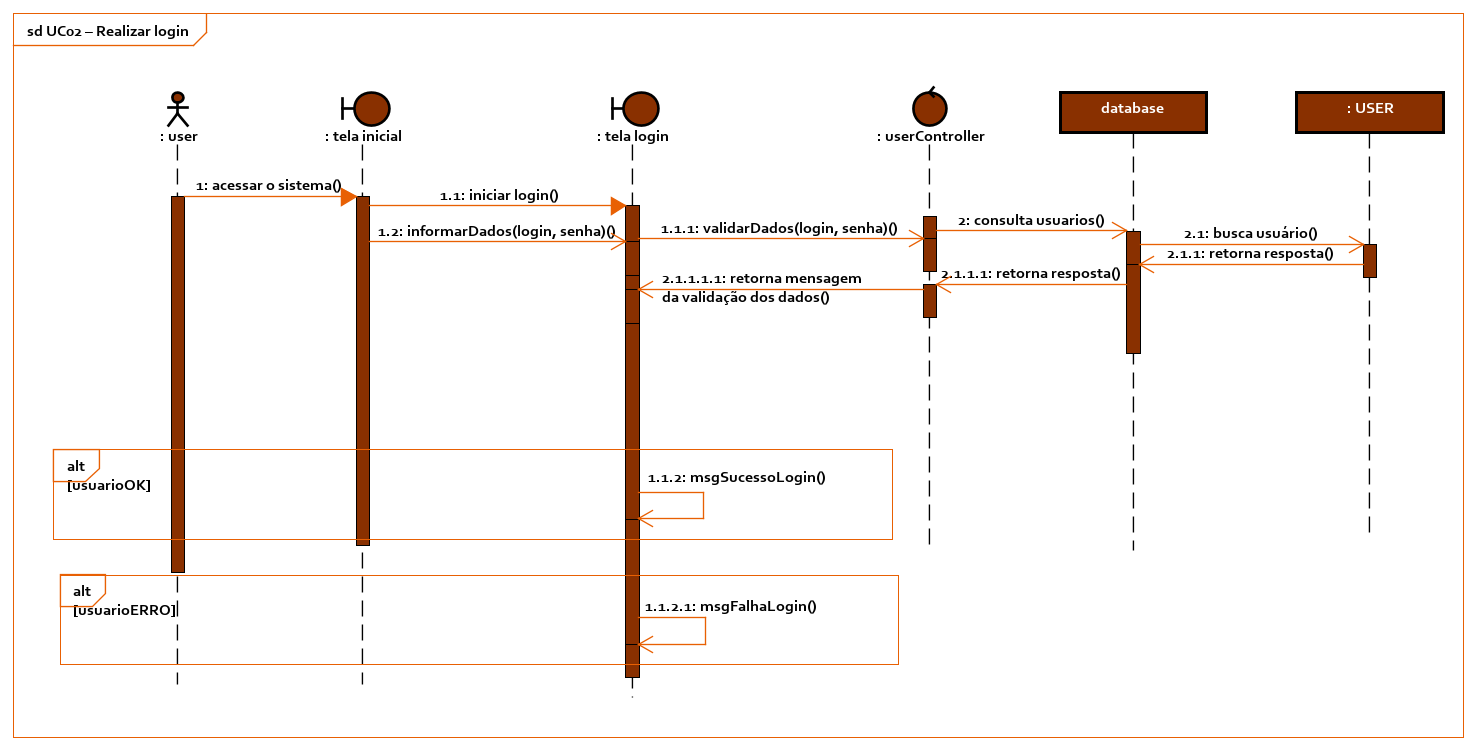 sd UC02 – Realizar login
: user
: tela inicial
: tela login
: userController
database
: USER
1: acessar o sistema()
1.1: iniciar login()
1.2: informarDados(login, senha)()
1.1.1: validarDados(login, senha)()
2: consulta usuarios()
2.1: busca usuário()
2.1.1: retorna resposta()
2.1.1.1: retorna resposta()
2.1.1.1.1: retorna mensagem
da validação dos dados()
alt
[usuarioOK]
1.1.2: msgSucessoLogin()
alt
[usuarioERRO]
1.1.2.1: msgFalhaLogin()